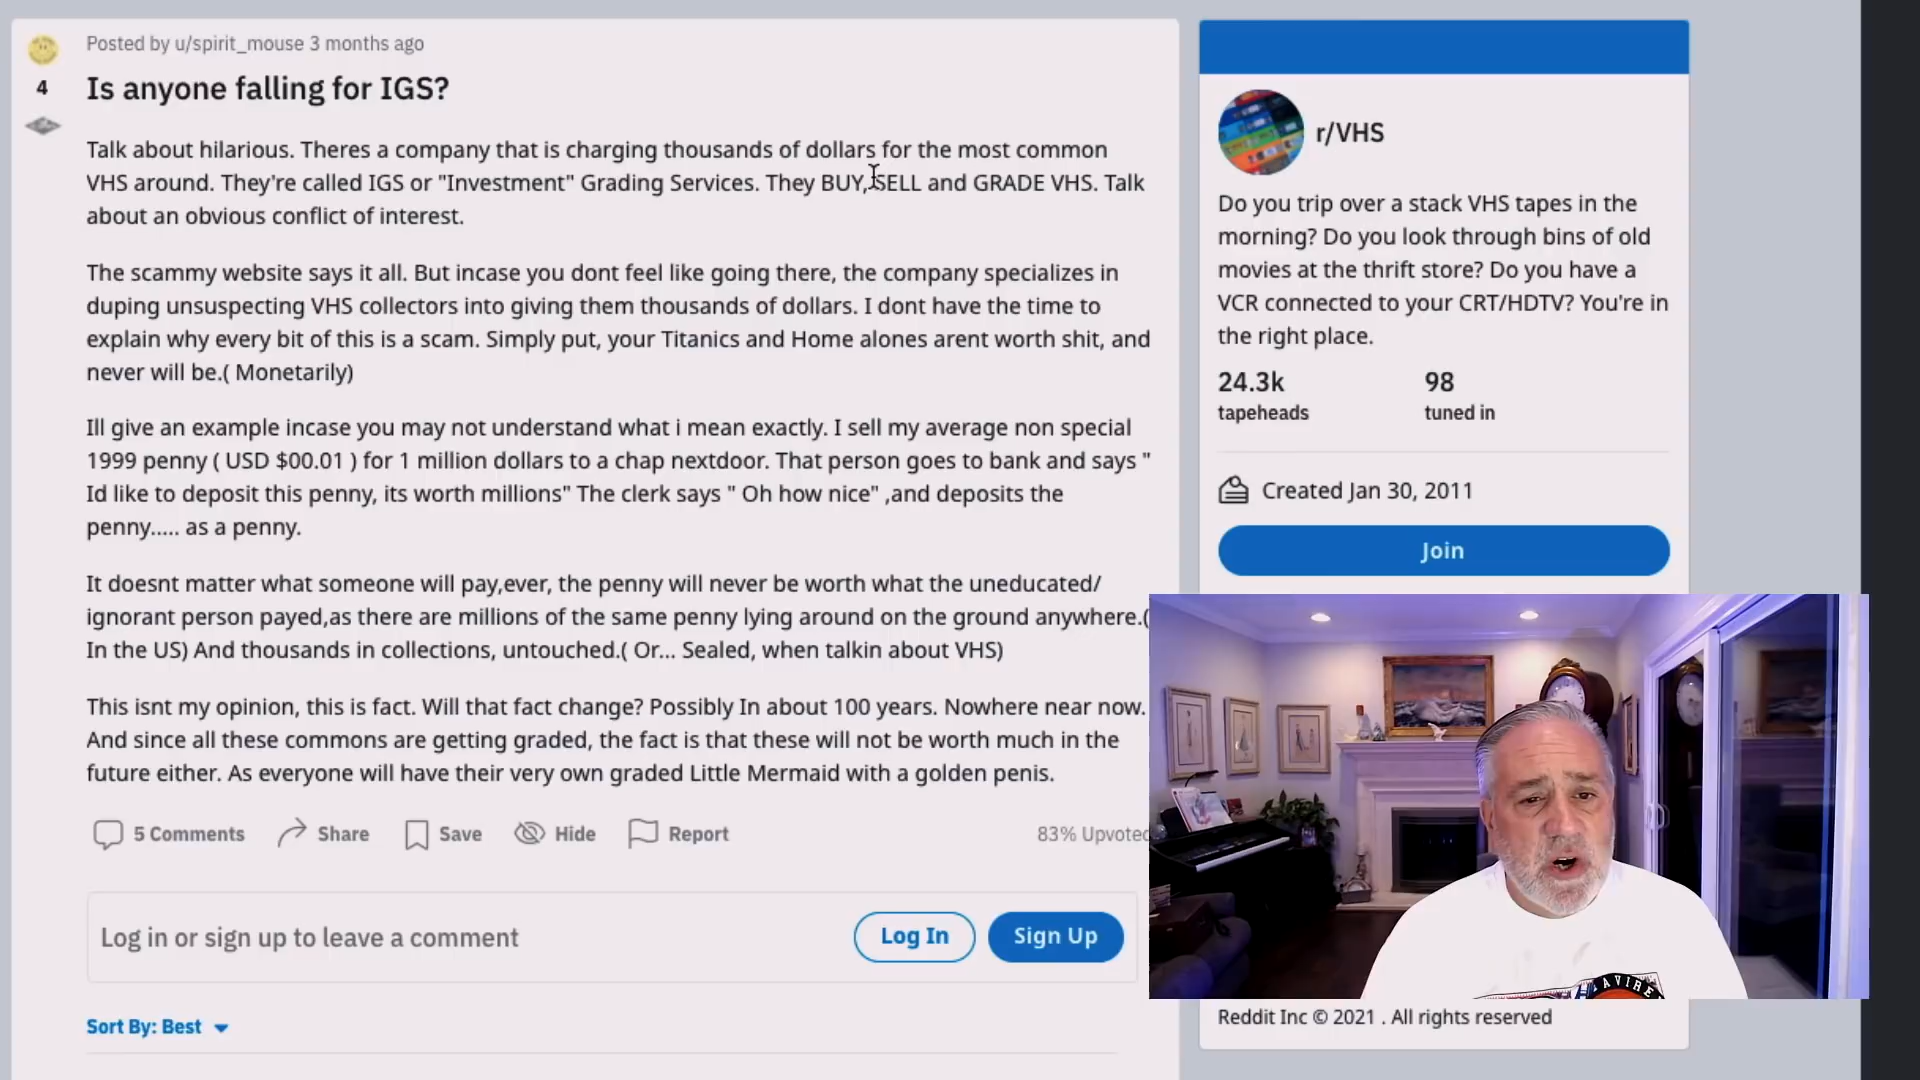 Posted by u/spirit_mouse 3 months ago
4
Is anyone falling for IGS?
Talk about hilarious. Theres a company that is charging thousands of dollars for the most common
VHS around. They're called IGS or "Investment" Grading Services. They BUY, SELL and GRADE VHS. Talk
about an obvious conflict of interest.
The scammy website says it all. But incase you dont feel like going there, the company specializes in
duping unsuspecting VHS collectors into giving them thousands of dollars. I dont have the time to
explain why every bit of this is a scam. Simply put, your Titanics and Home alones arent worth shit, and
never will be.( Monetarily)
Ill give an example incase you may not understand what i mean exactly. I sell my average non special
1999 penny ( USD $00.01 ) for 1 million dollars to a chap nextdoor. That person goes to bank and says "
Id like to deposit this penny, its worth millions" The clerk says " Oh how nice" ,and deposits the
penny..... as a penny.
It doesnt matter what someone will pay,ever, the penny will never be worth what the uneducated/
ignorant person payed,as there are millions of the same penny lying around on the ground anywhere.(
In the US) And thousands in collections, untouched.( Or... Sealed, when talkin about VHS)
This isnt my opinion, this is fact. Will that fact change? Possibly In about 100 years. Nowhere near now.
And since all these commons are getting graded, the fact is that these will not be worth much in the
future either. As everyone will have their very own graded Little Mermaid with a golden penis.
5 Comments Share Save Hide Report 83% Upvoted
Log in or sign up to leave a comment Log In Sign Up
Sort By: Best
r/VHS
Do you trip over a stack VHS tapes in the
morning? Do you look through bins of old
movies at the thrift store? Do you have a
VCR connected to your CRT/HDTV? You're in
the right place.
24.3k 98
tapeheads tuned in
Created Jan 30, 2011
Join
Reddit Inc © 2021 . All rights reserved